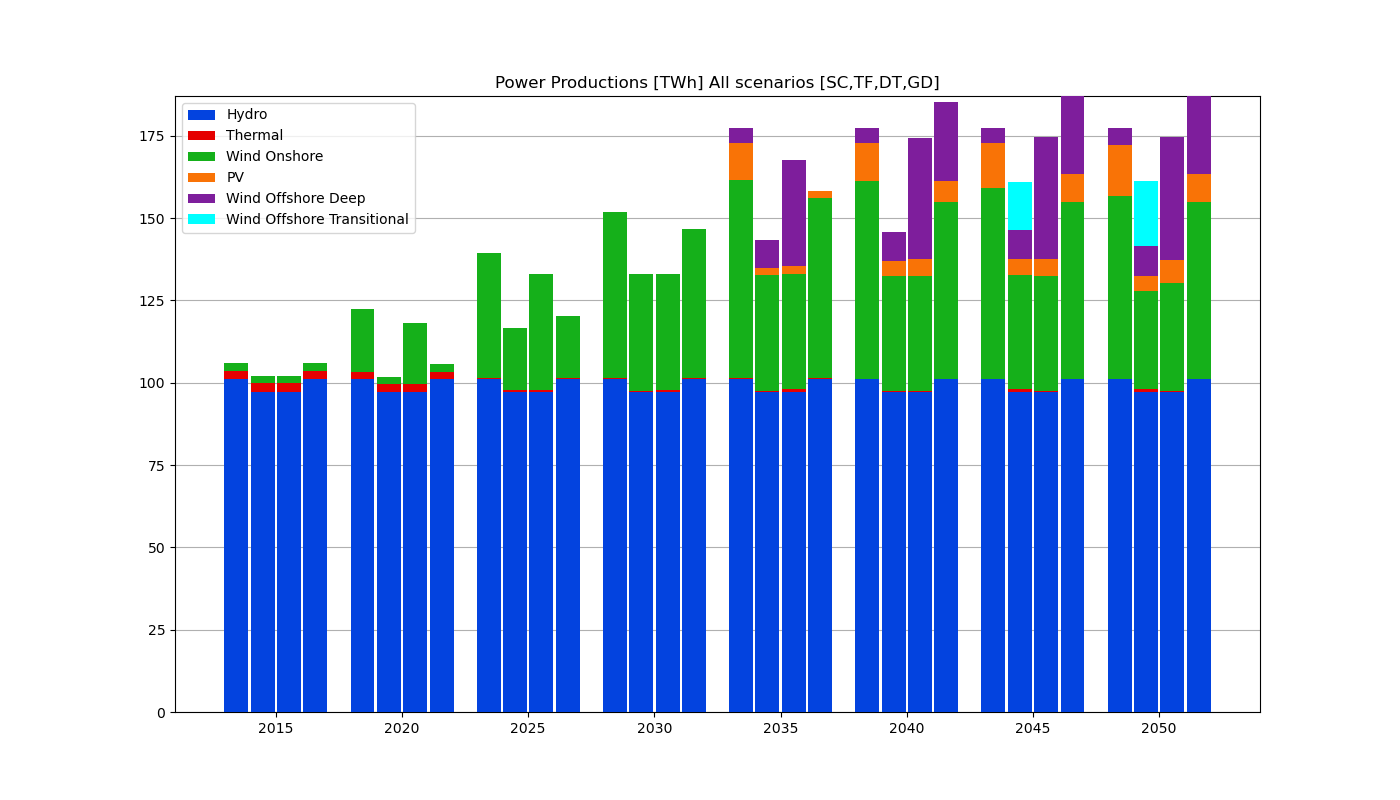 Power Productions [TWh] All scenarios [SC,TF,DT,GD]
Hydro
Thermal
Wind Onshore
PV
Wind Offshore Deep
Wind Offshore Transitional
175
150
125
100
75
50
25
0
2015 2020 2025 2030 2035 2040 2045 2050